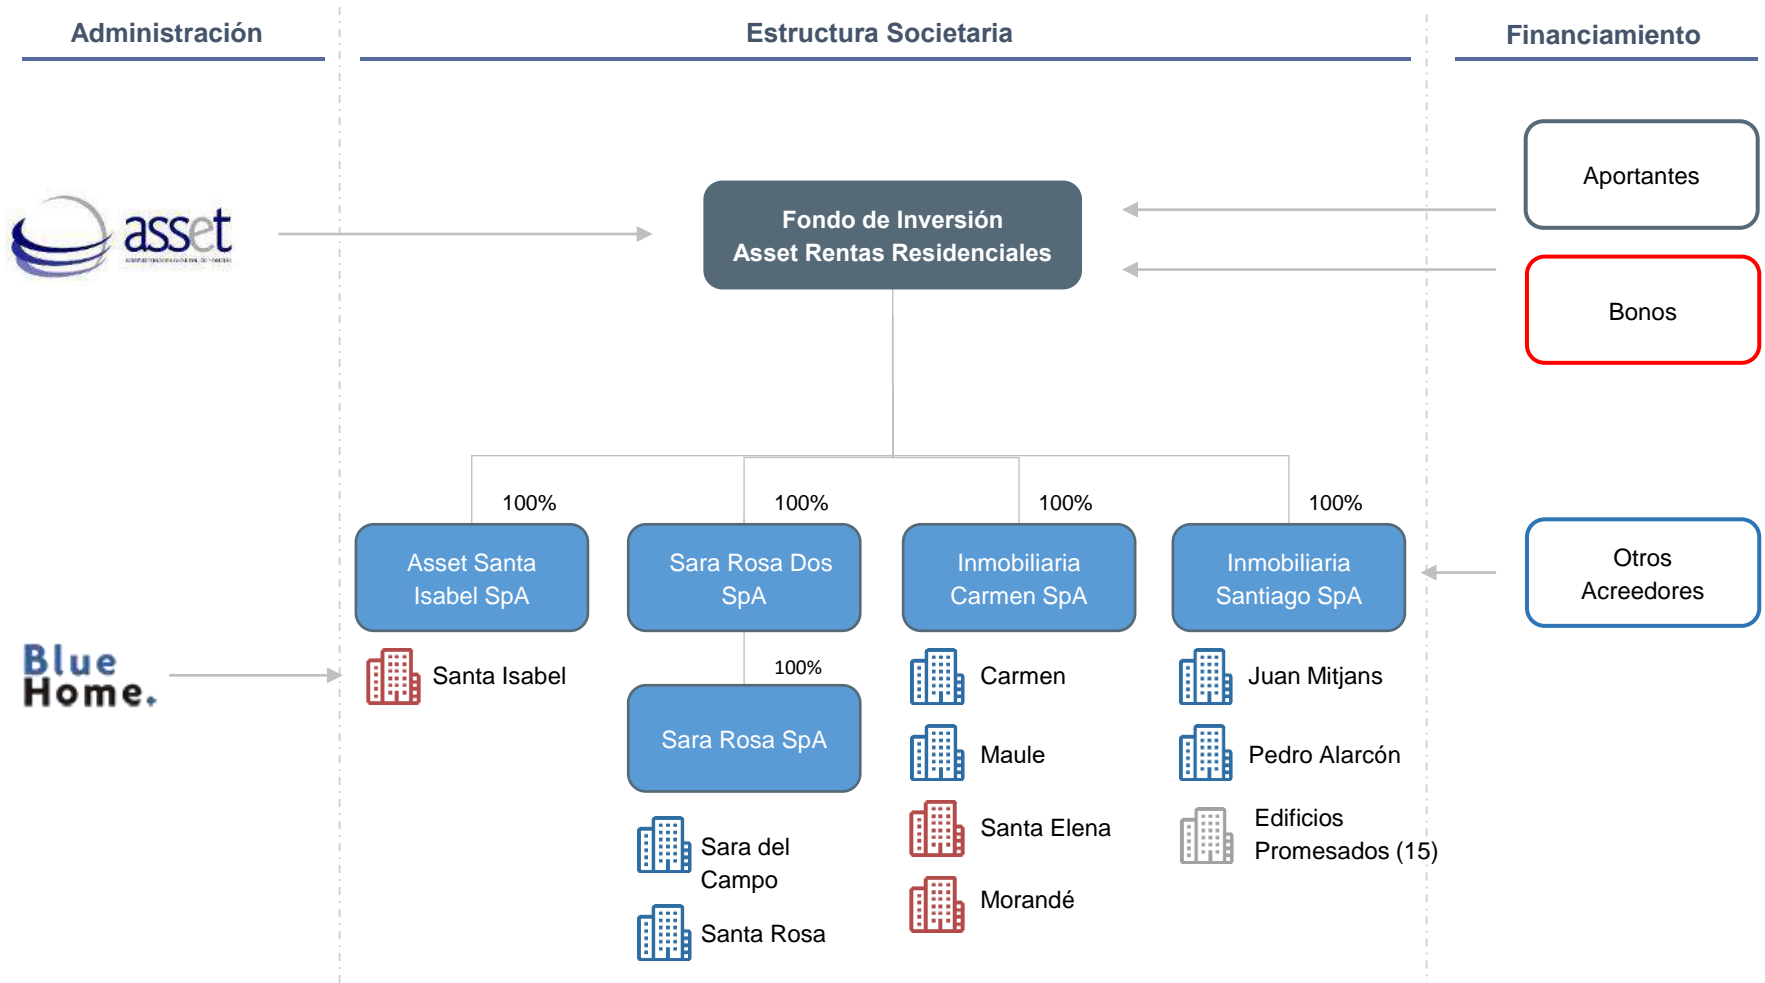 Administración
Estructura Societaria
Financiamiento
asset
Fondo de Inversión
Asset Rentas Residenciales
Aportantes
Bonos
100%
100%
100%
100%
Asset Santa
Isabel SpA
Sara Rosa Dos
SpA
Inmobiliaria
Carmen SpA
Inmobiliaria
Santiago SpA
Otros
Acreedores
Blue
Home.
Santa Isabel
100%
Sara Rosa SpA
Sara del
Campo
Santa Rosa
Carmen
Maule
Santa Elena
Morandé
Juan Mitjans
Pedro Alarcón
Edificios
Promesados (15)